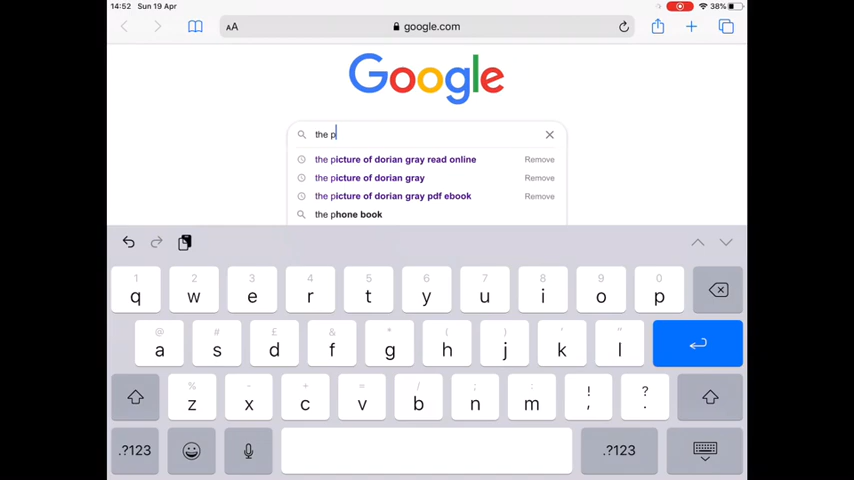 14:52 Sun 19 Apr 38%
AA google.com
Google
the p
the picture of dorian gray read online Remove
the picture of dorian gray Remove
the picture of dorian gray pdf ebook Remove
the phone book
1 2 3 4 5 6 7 8 9 0
q w e r t y u i o p
@ # £ & * ( ) ' "
a s d f g h j k l
% - + = / ; : ! ?
z x c v b n m , .
.?123 .?123